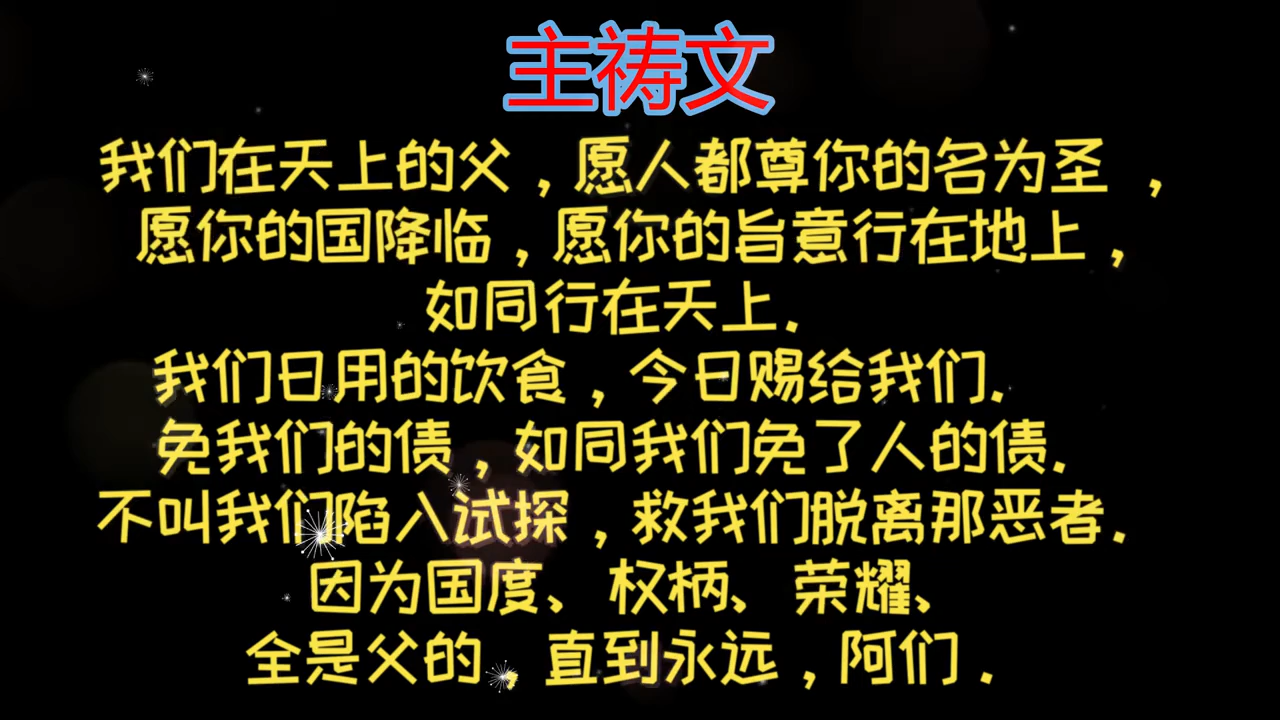 主祷文
我们在天上的父，愿人都尊你的名为圣，
愿你的国降临，愿你的旨意行在地上，
如同行在天上.
我们日用的饮食，今日赐给我们.
免我们的债，如同我们免了人的债.
不叫我们陷入试探，救我们脱离那恶者.
因为国度、权柄、荣耀、
全是父的，直到永远，阿们.